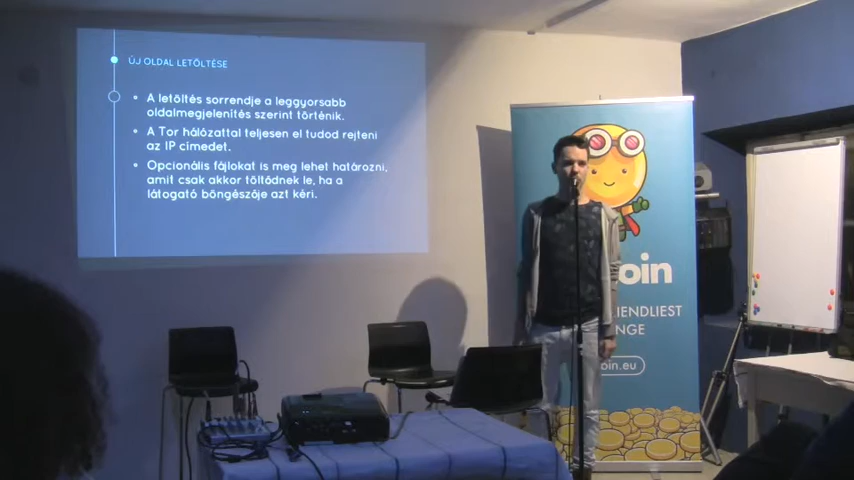 ÚJ OLDAL LETÖLTÉSE
A letöltés sorrendje a leggyorsabb
oldalmegjelenítés szerint történik.
A Tor hálózattal teljesen el tudod rejteni
az IP címedet.
Opcionális fájlokat is meg lehet határozni,
amit csak akkor töltődnek le, ha a
látogató böngészője azt kéri.
oin
IENDLIEST
NGE
oin.eu